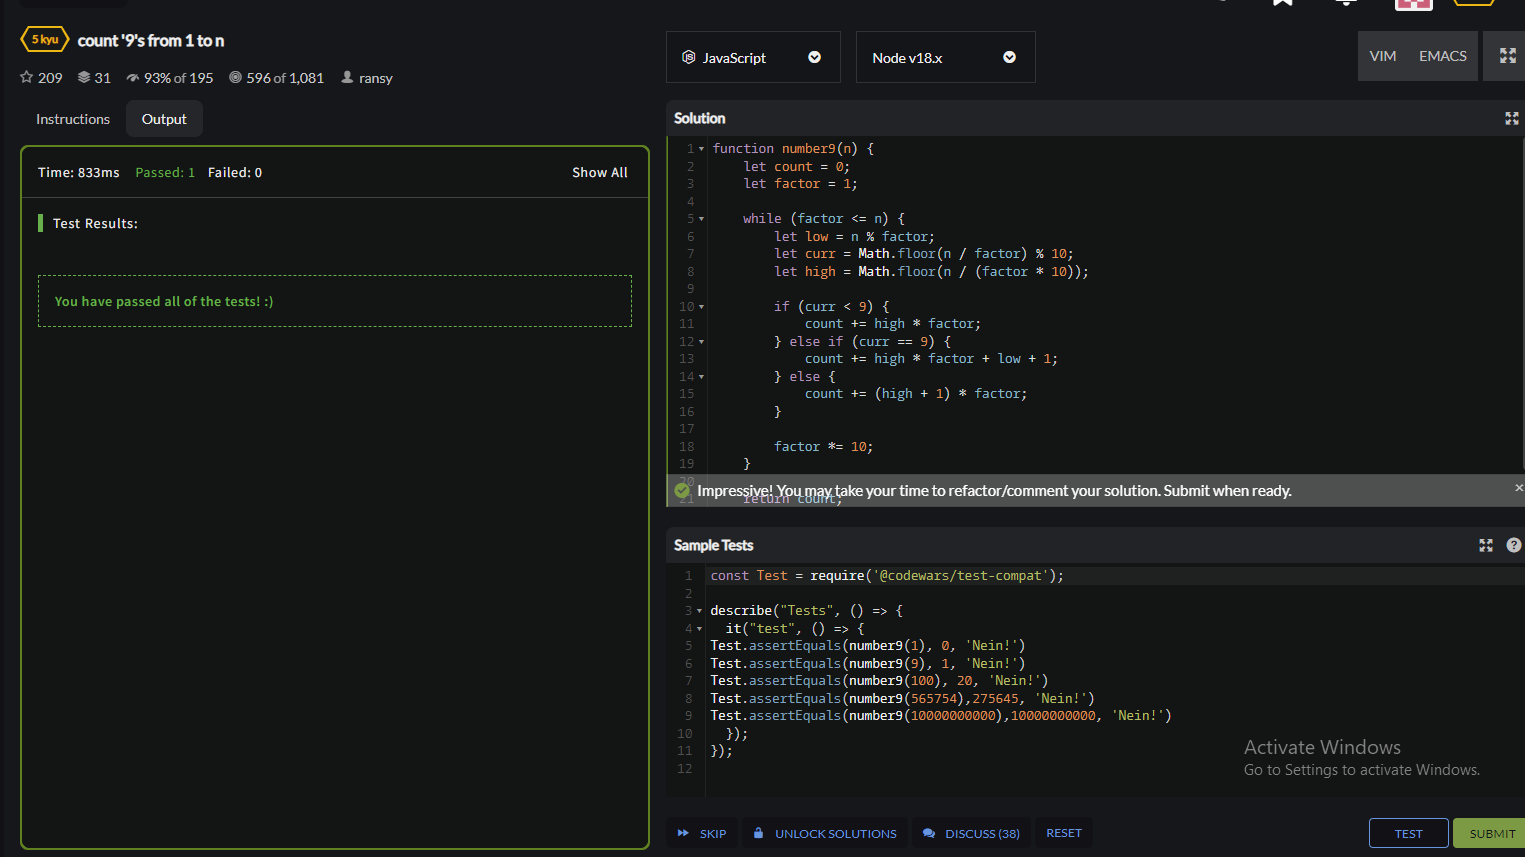 5 kyu count '9's from 1 to n
209 31 93% of 195 596 of 1,081 ransy
Instructions Output
Time: 833ms Passed: 1 Failed: 0 Show All
Test Results:
You have passed all of the tests! :)
JavaScript Node v18.x VIM EMACS
Solution
1 function number9(n) {
2 let count = 0;
3 let factor = 1;
4
5 while (factor <= n) {
6 let low = n % factor;
7 let curr = Math.floor(n / factor) % 10;
8 let high = Math.floor(n / (factor * 10));
9
10 if (curr < 9) {
11 count += high * factor;
12 } else if (curr == 9) {
13 count += high * factor + low + 1;
14 } else {
15 count += (high + 1) * factor;
16 }
17
18 factor *= 10;
19 }
20
Impressive! You may take your time to refactor/comment your solution. Submit when ready. ×
21 return count;
Sample Tests ?
1 const Test = require('@codewars/test-compat');
2
3 describe("Tests", () => {
4 it("test", () => {
5 Test.assertEquals(number9(1), 0, 'Nein!')
6 Test.assertEquals(number9(9), 1, 'Nein!')
7 Test.assertEquals(number9(100), 20, 'Nein!')
8 Test.assertEquals(number9(565754),275645, 'Nein!')
9 Test.assertEquals(number9(10000000000),10000000000, 'Nein!')
10 });
11 });
12
Activate Windows
Go to Settings to activate Windows.
SKIP UNLOCK SOLUTIONS DISCUSS (38) RESET TEST SUBMIT